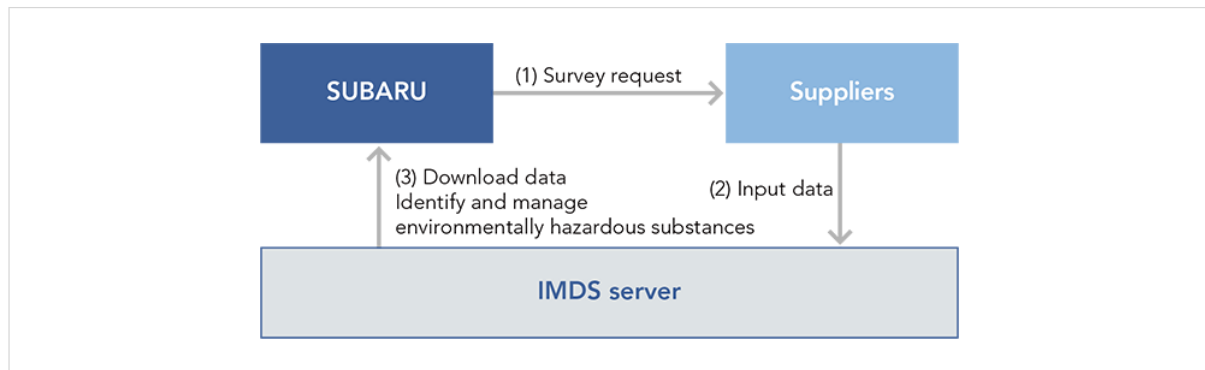 SUBARU
(1) Survey request
Suppliers
(3) Download data
Identify and manage
environmentally hazardous substances
(2) Input data
IMDS server